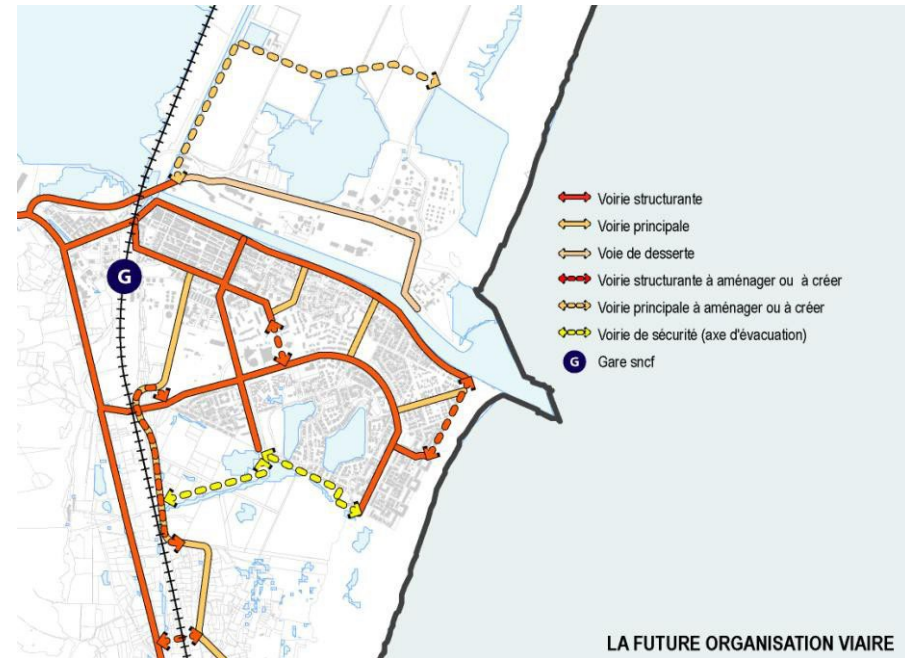 Voirie structurante
Voirie principale
Voie de desserte
Voirie structurante à aménager ou à créer
Voirie principale à aménager ou à créer
Voirie de sécurité (axe d'évacuation)
G Gare sncf
G
LA FUTURE ORGANISATION VIAIRE